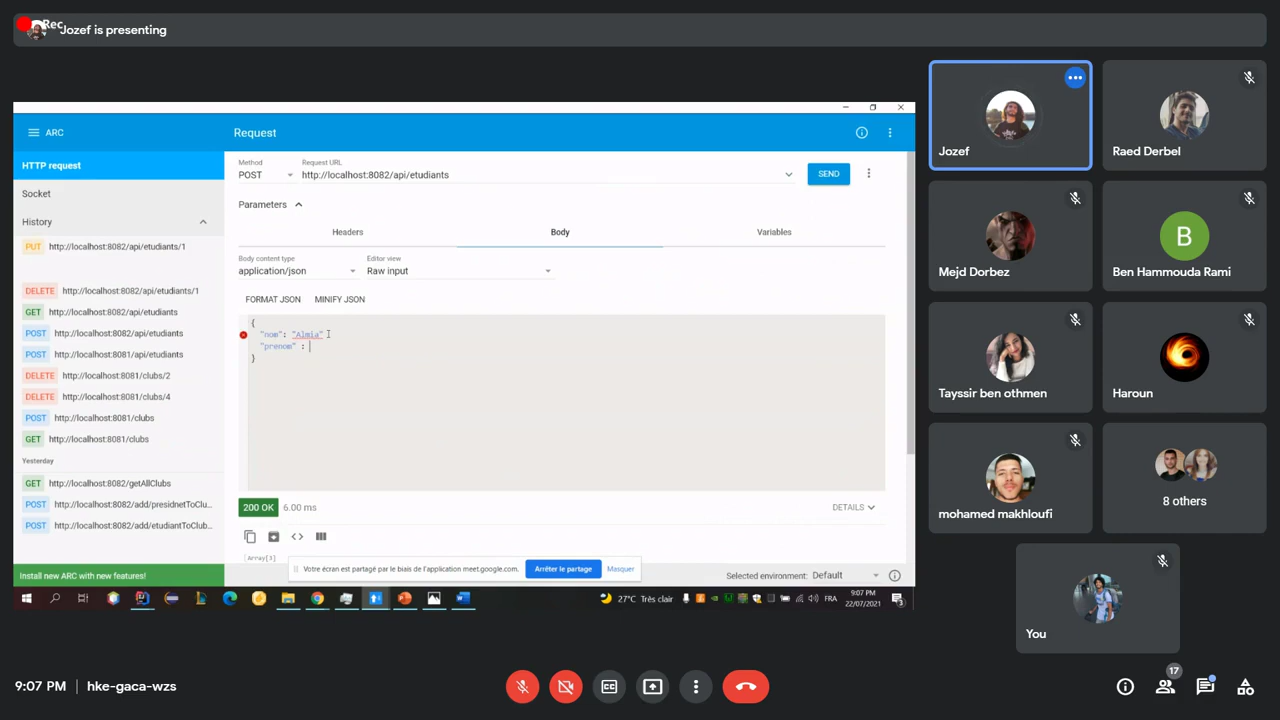 Rec
Jozef is presenting
ARC
Request
HTTP request
Socket
History
PUT http://localhost:8082/api/etudiants/1
DELETE http://localhost:8082/api/etudiants/1
GET http://localhost:8082/api/etudiants
POST http://localhost:8082/api/etudiants
POST http://localhost:8081/api/etudiants
DELETE http://localhost:8081/clubs/2
DELETE http://localhost:8081/clubs/4
POST http://localhost:8081/clubs
GET http://localhost:8081/clubs
Yesterday
GET http://localhost:8082/getAllClubs
POST http://localhost:8082/add/presidnetToClu...
POST http://localhost:8082/add/etudiantToClub...
Install new ARC with new features!
Method
POST
Request URL
http://localhost:8082/api/etudiants
SEND
Parameters
Headers
Body
Variables
Body content type
application/json
Editor view
Raw input
FORMAT JSON
MINIFY JSON
{
"nom": "Almia"
"prenom" :
}
200 OK
6.00 ms
DETAILS
[Array[3]
Votre écran est partagé par le biais de l'application meet.google.com.
Arrêter le partage
Masquer
Selected environment: Default
27°C Très clair
FRA
9:07 PM
22/07/2021
3
Jozef
Raed Derbel
Mejd Dorbez
B
Ben Hammouda Rami
Tayssir ben othmen
Haroun
mohamed makhloufi
8 others
You
9:07 PM
hke-gaca-wzs
17